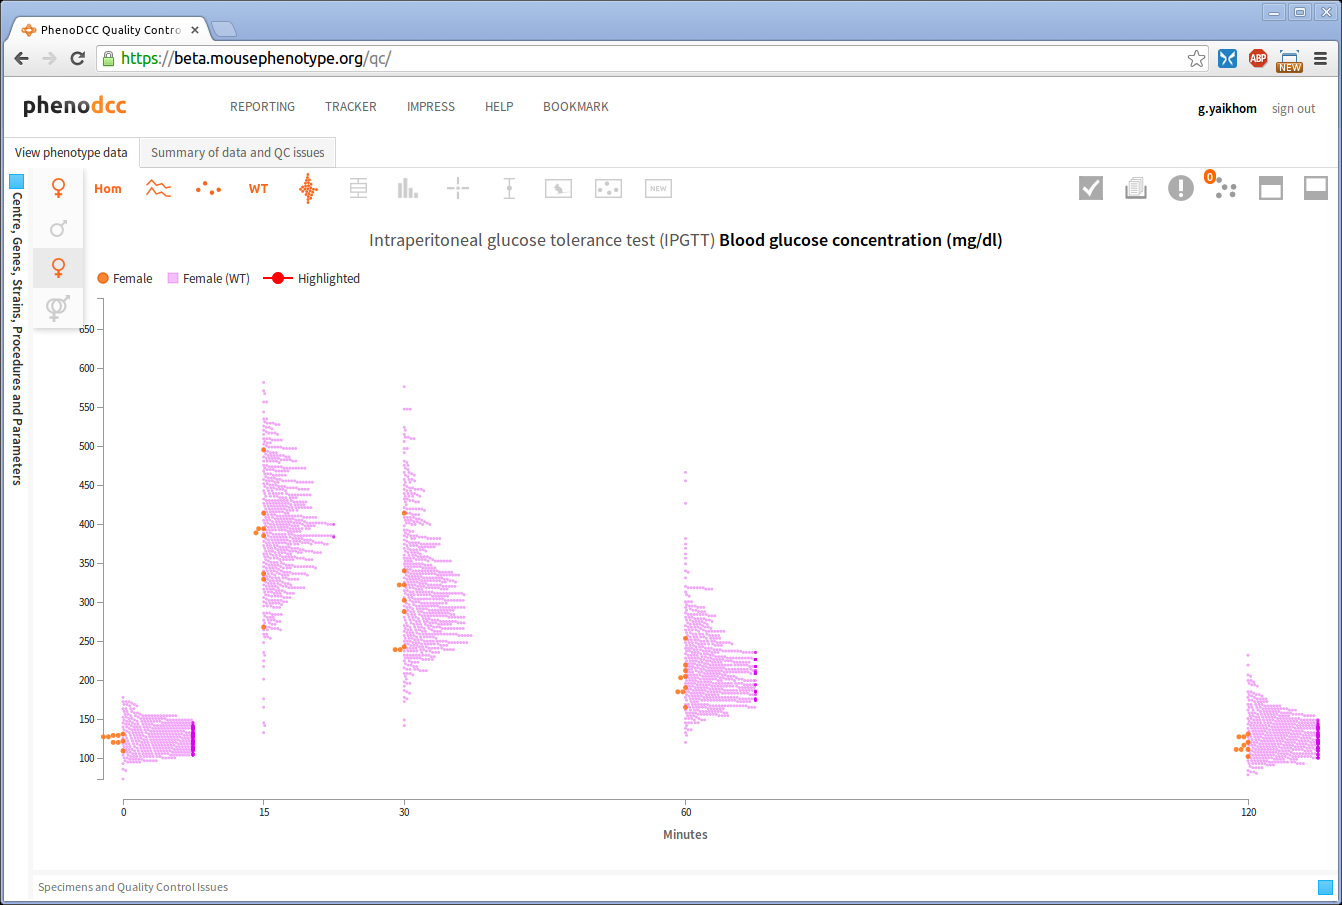 PhenoDCC Quality Contro
https://beta.mousephenotype.org/qc/
ABP
NEW
phenodcc
REPORTING TRACKER IMPRESS HELP BOOKMARK
g.yaikhom sign out
View phenotype data Summary of data and QC issues
Hom WT NEW 0
Centre, Genes, Strains, Procedures and Parameters
Intraperitoneal glucose tolerance test (IPGTT) Blood glucose concentration (mg/dl)
Female Female (WT) Highlighted
650
600
550
500
450
400
350
300
250
200
150
100
0 15 30 60 120
Minutes
Specimens and Quality Control Issues